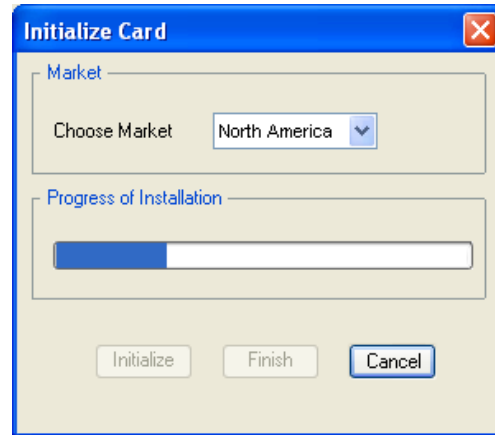 Initialize Card
Market
Choose Market North America
Progress of Installation
Initialize Finish Cancel